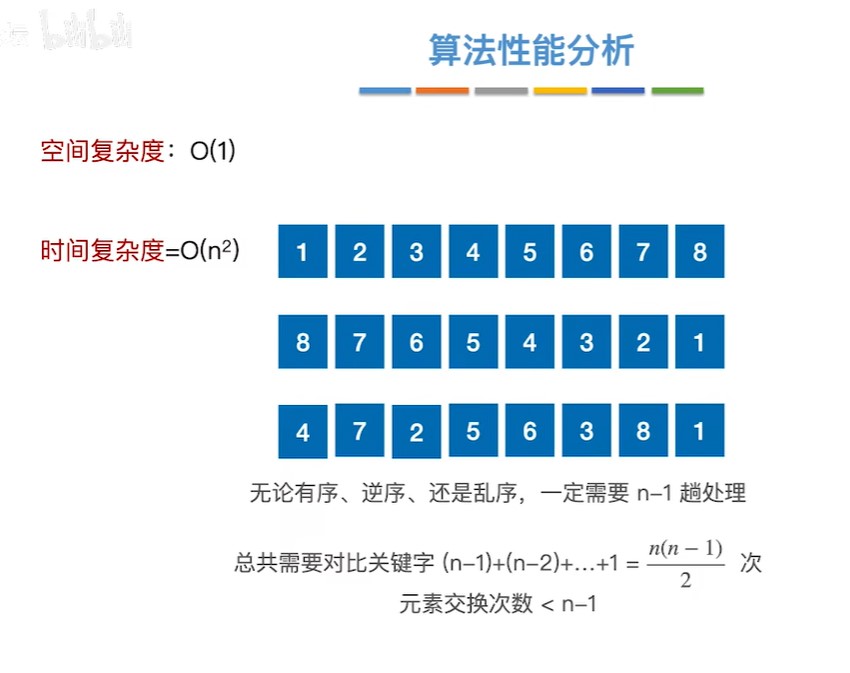 bilibili
算法性能分析
空间复杂度：O(1)
时间复杂度=O(n²)
1 2 3 4 5 6 7 8
8 7 6 5 4 3 2 1
4 7 2 5 6 3 8 1
无论有序、逆序、还是乱序，一定需要 n–1 趟处理
总共需要对比关键字 (n–1)+(n–2)+…+1 = n(n − 1)/2 次
元素交换次数 < n–1